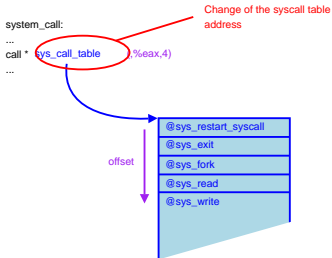 Change of the syscall table
address
system_call:
...
call * sys_call_table ,%eax,4)
...
offset
@sys_restart_syscall
@sys_exit
@sys_fork
@sys_read
@sys_write